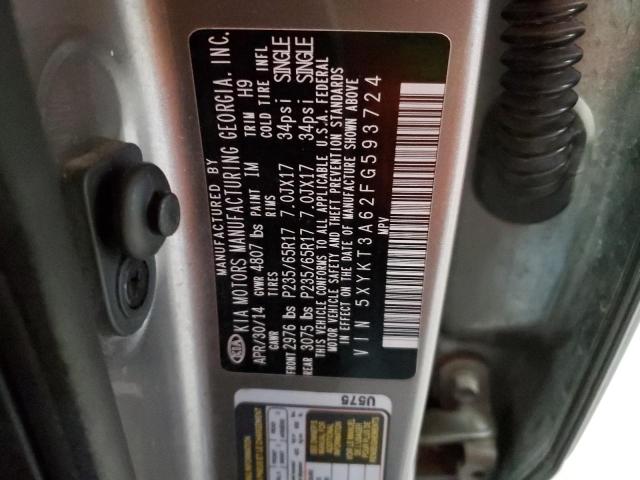 MANUFACTURED BY
KIA KIA MOTORS MANUFACTURING GEORGIA, INC.
APR/30/14 GVWR 4807 lbs PAINT IM TRIM H9
GAWR TIRES RIMS COLD TIRE INFL
FRONT 2976 lbs P235/65R17 7.0JX17 34psi SINGLE
REAR 3075 lbs P235/65R17 7.0JX17 34psi SINGLE
THIS VEHICLE CONFORMS TO ALL APPLICABLE U.S.A. FEDERAL
MOTOR VEHICLE SAFETY AND THEFT PREVENTION STANDARDS
IN EFFECT ON THE DATE OF MANUFACTURE SHOWN ABOVE
VIN 5XYKT3A62FG593724
MPV
U575